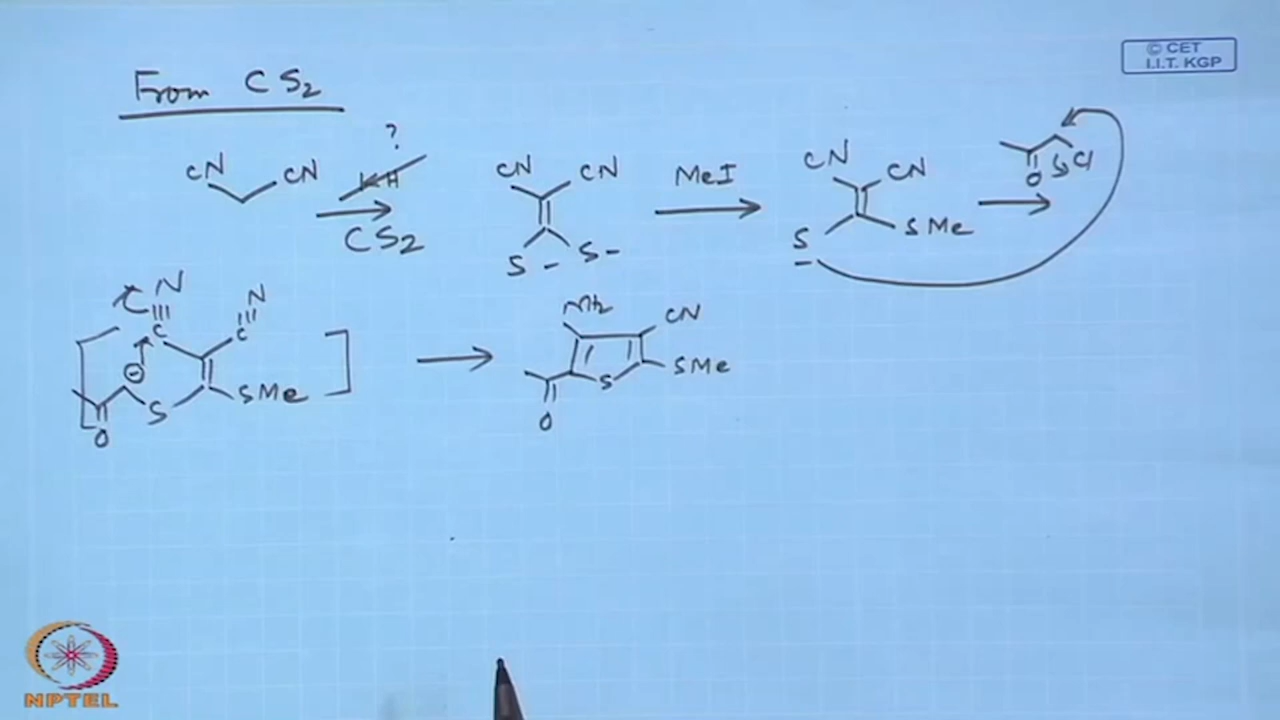 From CS2
© CET
I.I.T. KGP
CN CN
?
CS2
CN CN
S - S -
MeI
CN CN
S - SMe
O Cl
N N
C C
⊖
O S SMe
NH2 CN
S SMe
O
NPTEL